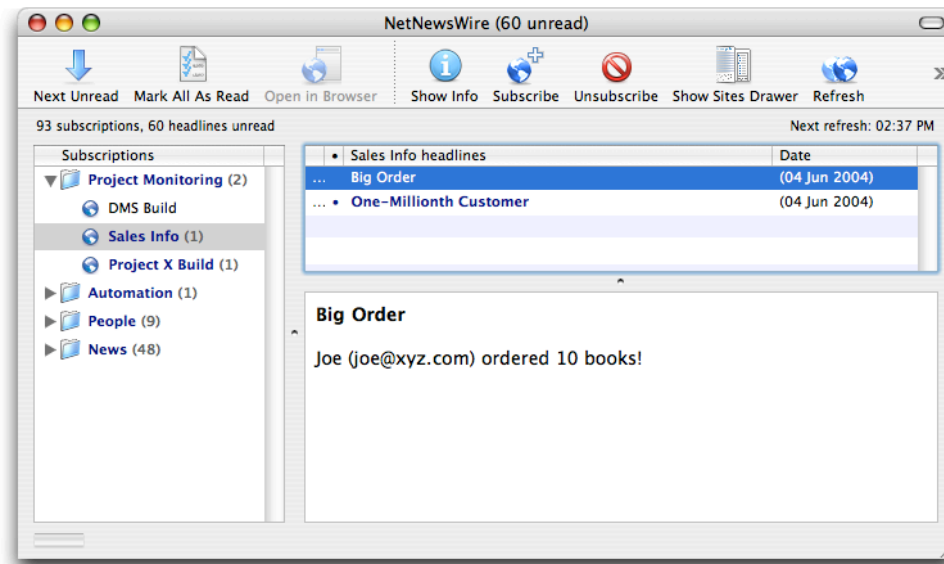 NetNewsWire (60 unread)
Next Unread Mark All As Read Open in Browser Show Info Subscribe Unsubscribe Show Sites Drawer Refresh »
93 subscriptions, 60 headlines unread Next refresh: 02:37 PM
Subscriptions
Project Monitoring (2)
DMS Build
Sales Info (1)
Project X Build (1)
Automation (1)
People (9)
News (48)
• Sales Info headlines Date
... Big Order (04 Jun 2004)
... • One-Millionth Customer (04 Jun 2004)
Big Order
Joe (joe@xyz.com) ordered 10 books!